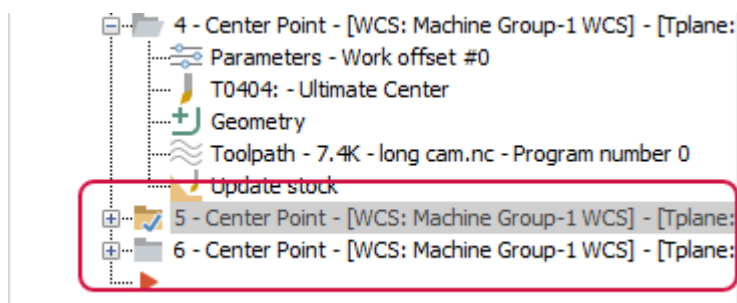 4 - Center Point - [WCS: Machine Group-1 WCS] - [Tplane:
Parameters - Work offset #0
T0404: - Ultimate Center
Geometry
Toolpath - 7.4K - long cam.nc - Program number 0
Update stock
5 - Center Point - [WCS: Machine Group-1 WCS] - [Tplane:
6 - Center Point - [WCS: Machine Group-1 WCS] - [Tplane: